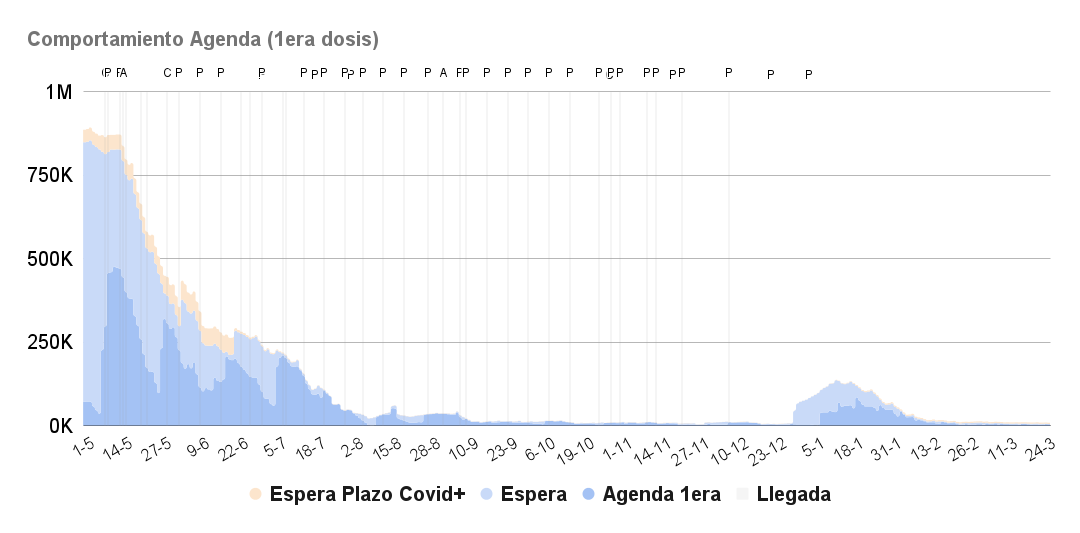 Comportamiento Agenda (1era dosis)
P A C P P P P P P P P P P P P P A P P P P P P P P P P P P P P P P P
1M
750K
500K
250K
0K
1-5 14-5 27-5 9-6 22-6 5-7 18-7 2-8 15-8 28-8 10-9 23-9 6-10 19-10 1-11 14-11 27-11 10-12 23-12 5-1 18-1 31-1 13-2 26-2 11-3 24-3
Espera Plazo Covid+ Espera Agenda 1era Llegada